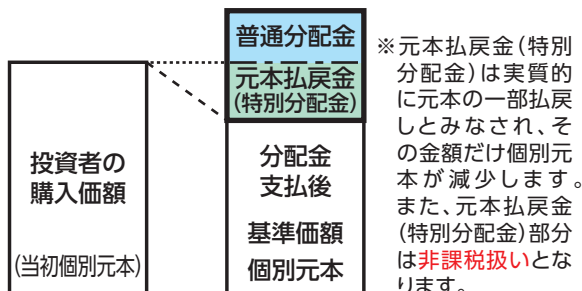 投資者の
購入価額
(当初個別元本)
普通分配金
元本払戻金
(特別分配金)
分配金
支払後
基準価額
個別元本
※元本払戻金(特別
分配金)は実質的
に元本の一部払戻
しとみなされ、そ
の金額だけ個別元
本が減少します。
また、元本払戻金
(特別分配金)部分
は非課税扱いとな
ります。